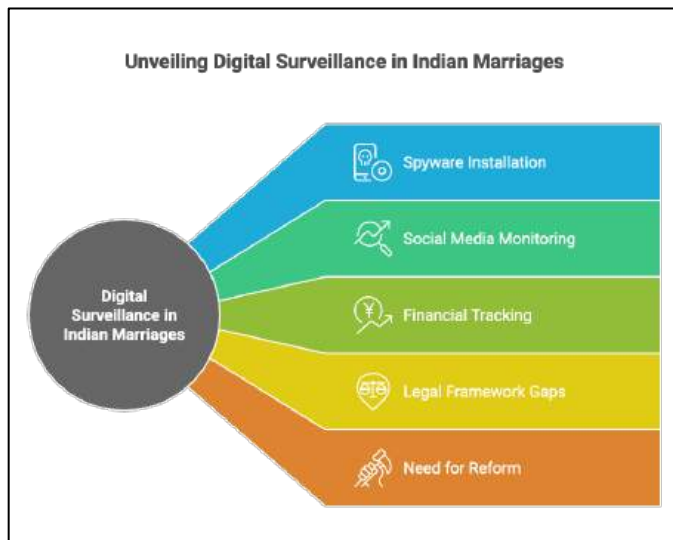 Unveiling Digital Surveillance in Indian Marriages
Digital
Surveillance in
Indian Marriages
Spyware Installation
Social Media Monitoring
¥
Financial Tracking
Legal Framework Gaps
Need for Reform